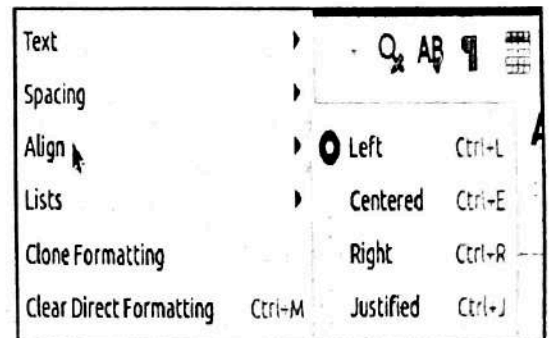 Text
Spacing
Align
Lists
Clone Formatting
Clear Direct Formatting Ctrl+M
Left Ctrl+L
Centered Ctrl+E
Right Ctrl+R
Justified Ctrl+J